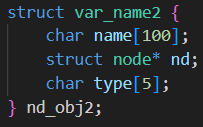 struct var_name2 {
    char name[100];
    struct node* nd;
    char type[5];
} nd_obj2;